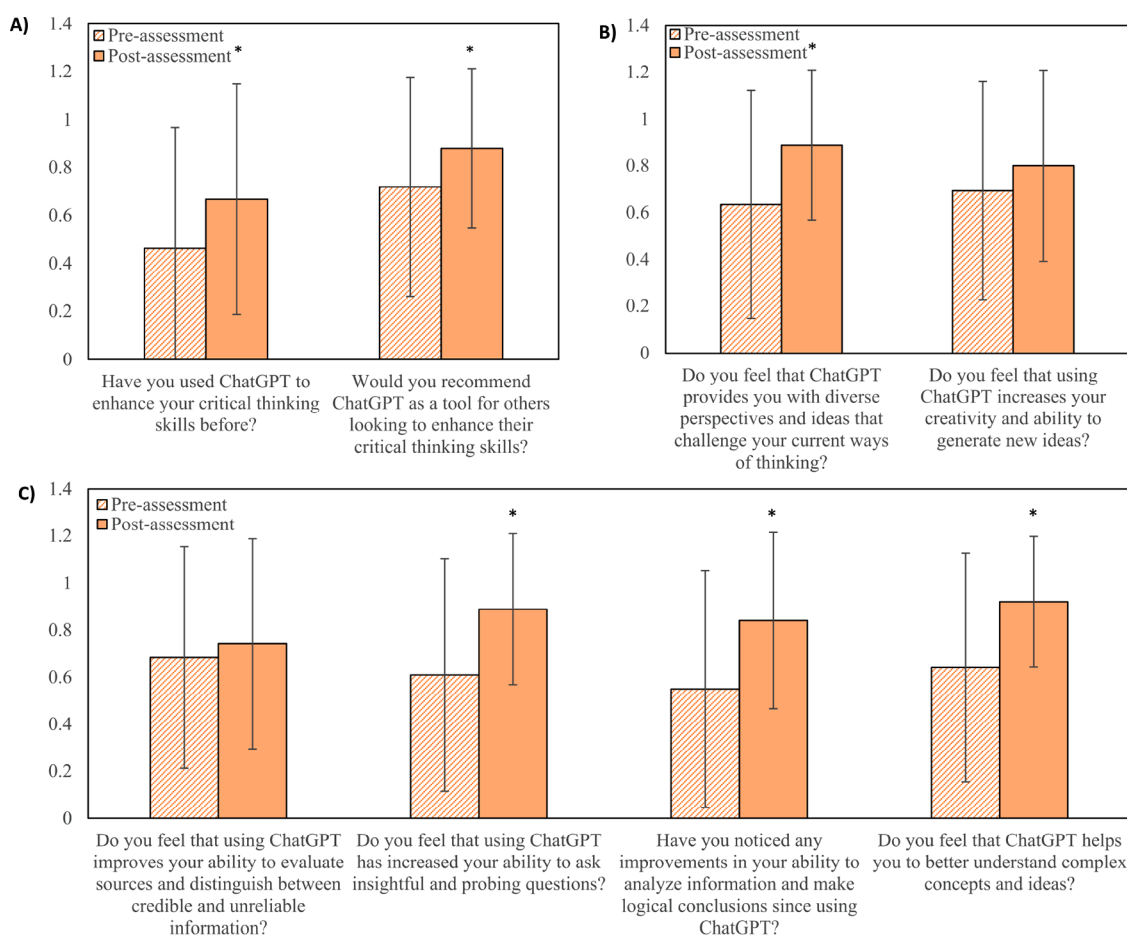 A)
1.4
1.2
1
0.8
0.6
0.4
0.2
0
Pre-assessment
Post-assessment
*
*
Have you used ChatGPT to
enhance your critical thinking
skills before?
Would you recommend
ChatGPT as a tool for others
looking to enhance their
critical thinking skills?
B)
1.4
1.2
1
0.8
0.6
0.4
0.2
0
Pre-assessment
Post-assessment
*
Do you feel that ChatGPT
provides you with diverse
perspectives and ideas that
challenge your current ways
of thinking?
Do you feel that using
ChatGPT increases your
creativity and ability to
generate new ideas?
C)
1.4
1.2
1
0.8
0.6
0.4
0.2
0
Pre-assessment
Post-assessment
*
*
*
Do you feel that using ChatGPT
improves your ability to evaluate
sources and distinguish between
credible and unreliable
information?
Do you feel that using ChatGPT
has increased your ability to ask
insightful and probing questions?
Have you noticed any
improvements in your ability to
analyze information and make
logical conclusions since using
ChatGPT?
Do you feel that ChatGPT helps
you to better understand complex
concepts and ideas?